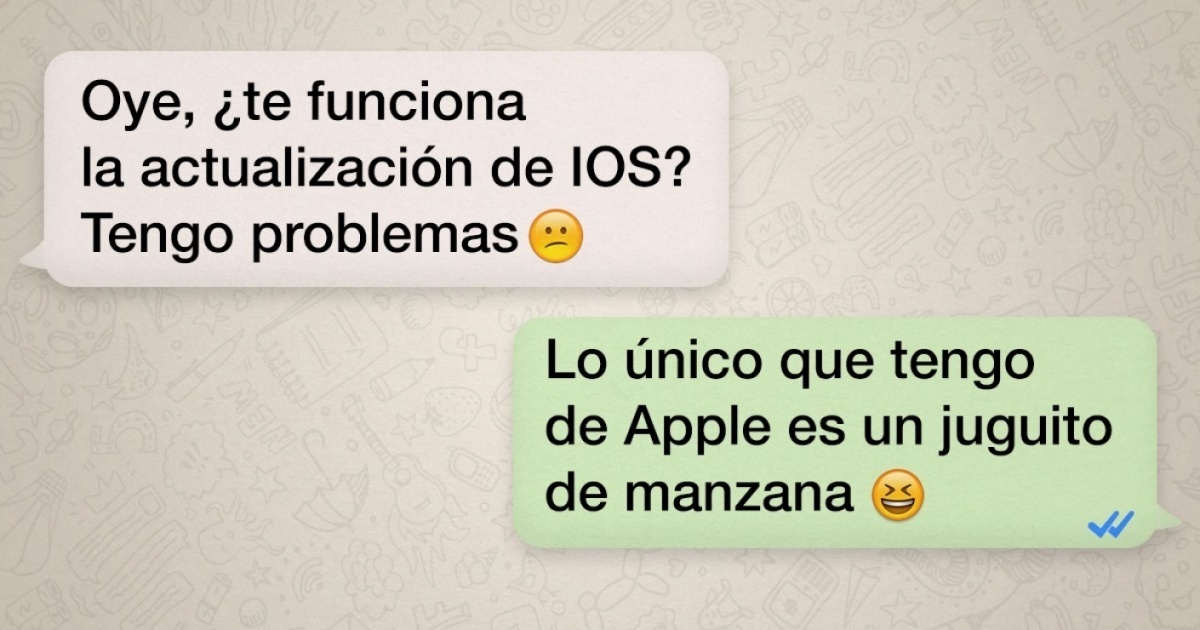 Oye, ¿te funciona
la actualización de IOS?
Tengo problemas 😕
Lo único que tengo
de Apple es un juguito
de manzana 😆